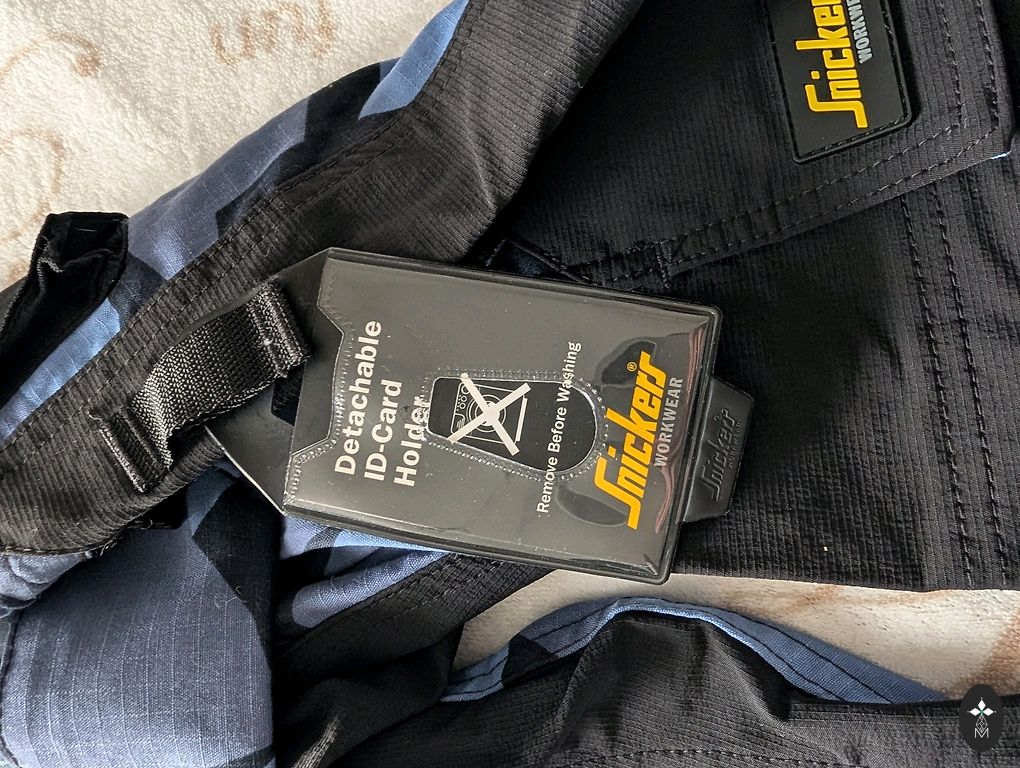 Snickers
WORKWEAR
Detachable
ID-Card
Holder
Remove Before Washing
Snickers®
WORKWEAR
Snickers
M